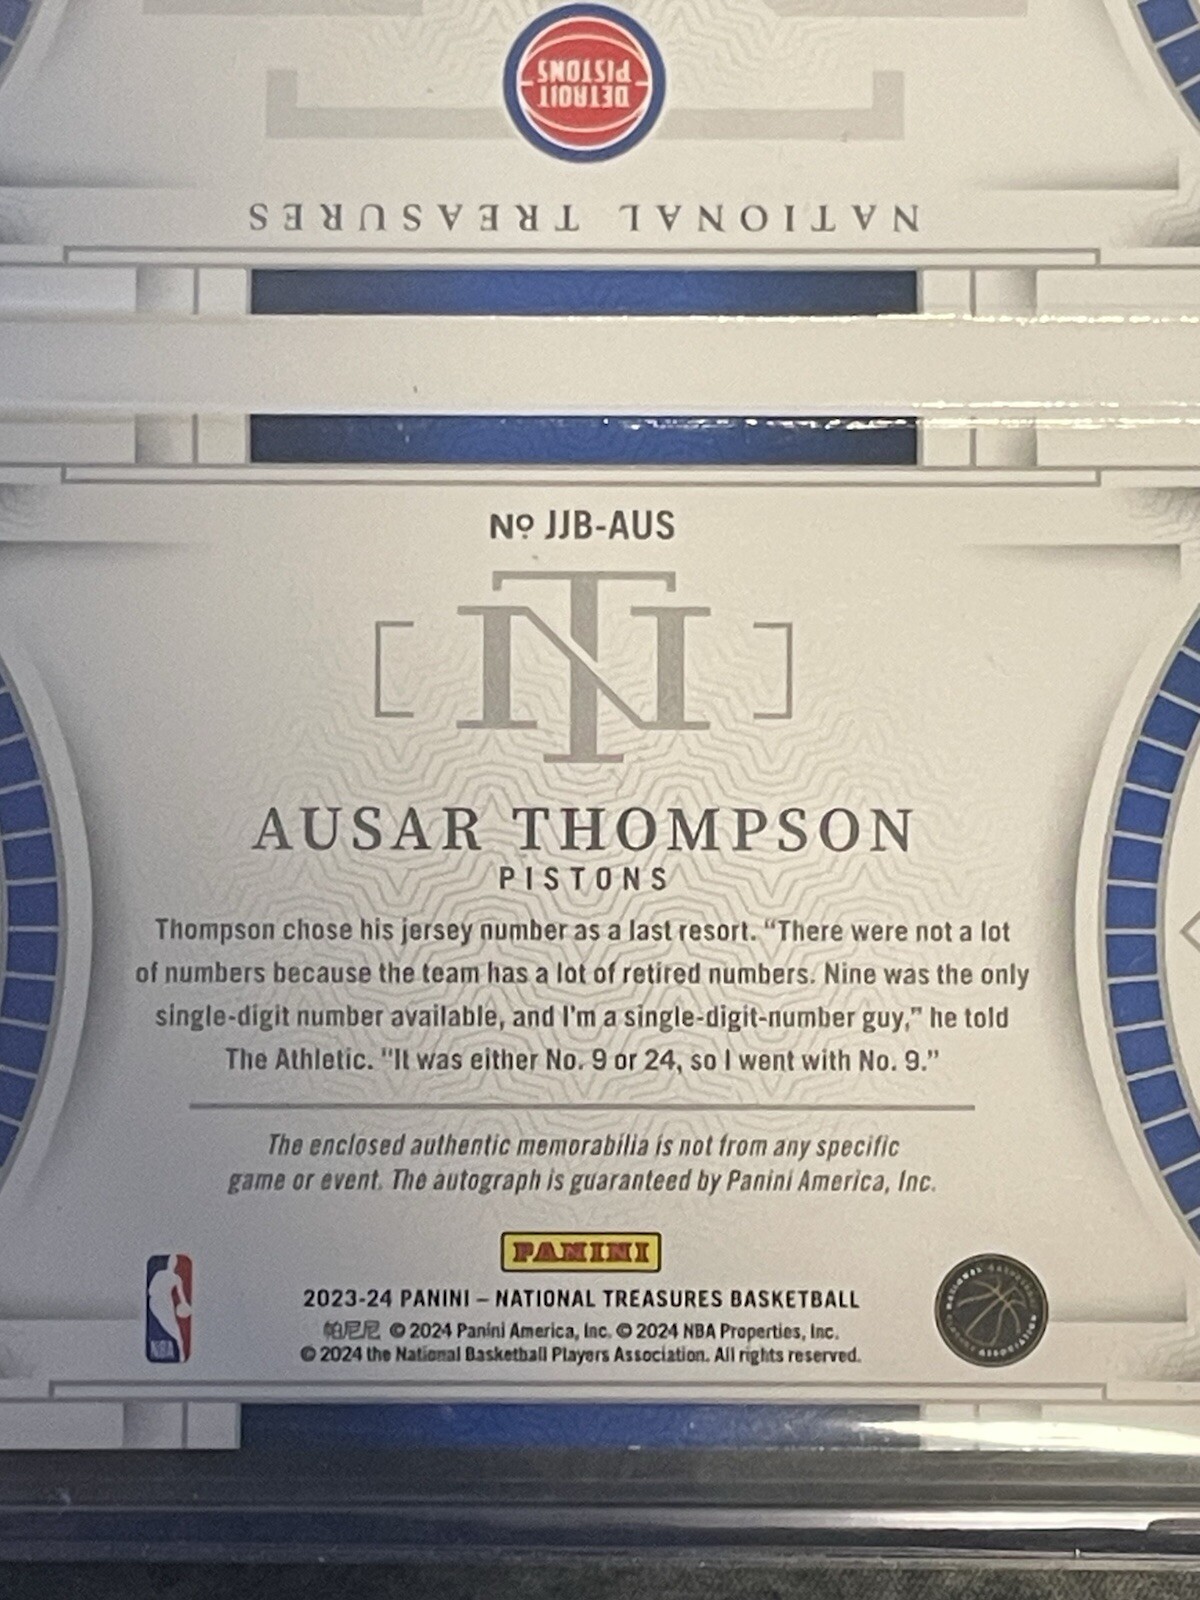 DETROIT
PISTONS
NATIONAL TREASURES
Nº JJB-AUS
NT
AUSAR THOMPSON
PISTONS
Thompson chose his jersey number as a last resort. “There were not a lot
of numbers because the team has a lot of retired numbers. Nine was the only
single-digit number available, and I'm a single-digit-number guy,” he told
The Athletic. "It was either No. 9 or 24, so I went with No. 9.”
The enclosed authentic memorabilia is not from any specific
game or event. The autograph is guaranteed by Panini America, Inc.
PANINI
NBA
2023-24 PANINI – NATIONAL TREASURES BASKETBALL
帕尼尼 © 2024 Panini America, Inc. © 2024 NBA Properties, Inc.
© 2024 the National Basketball Players Association. All rights reserved.